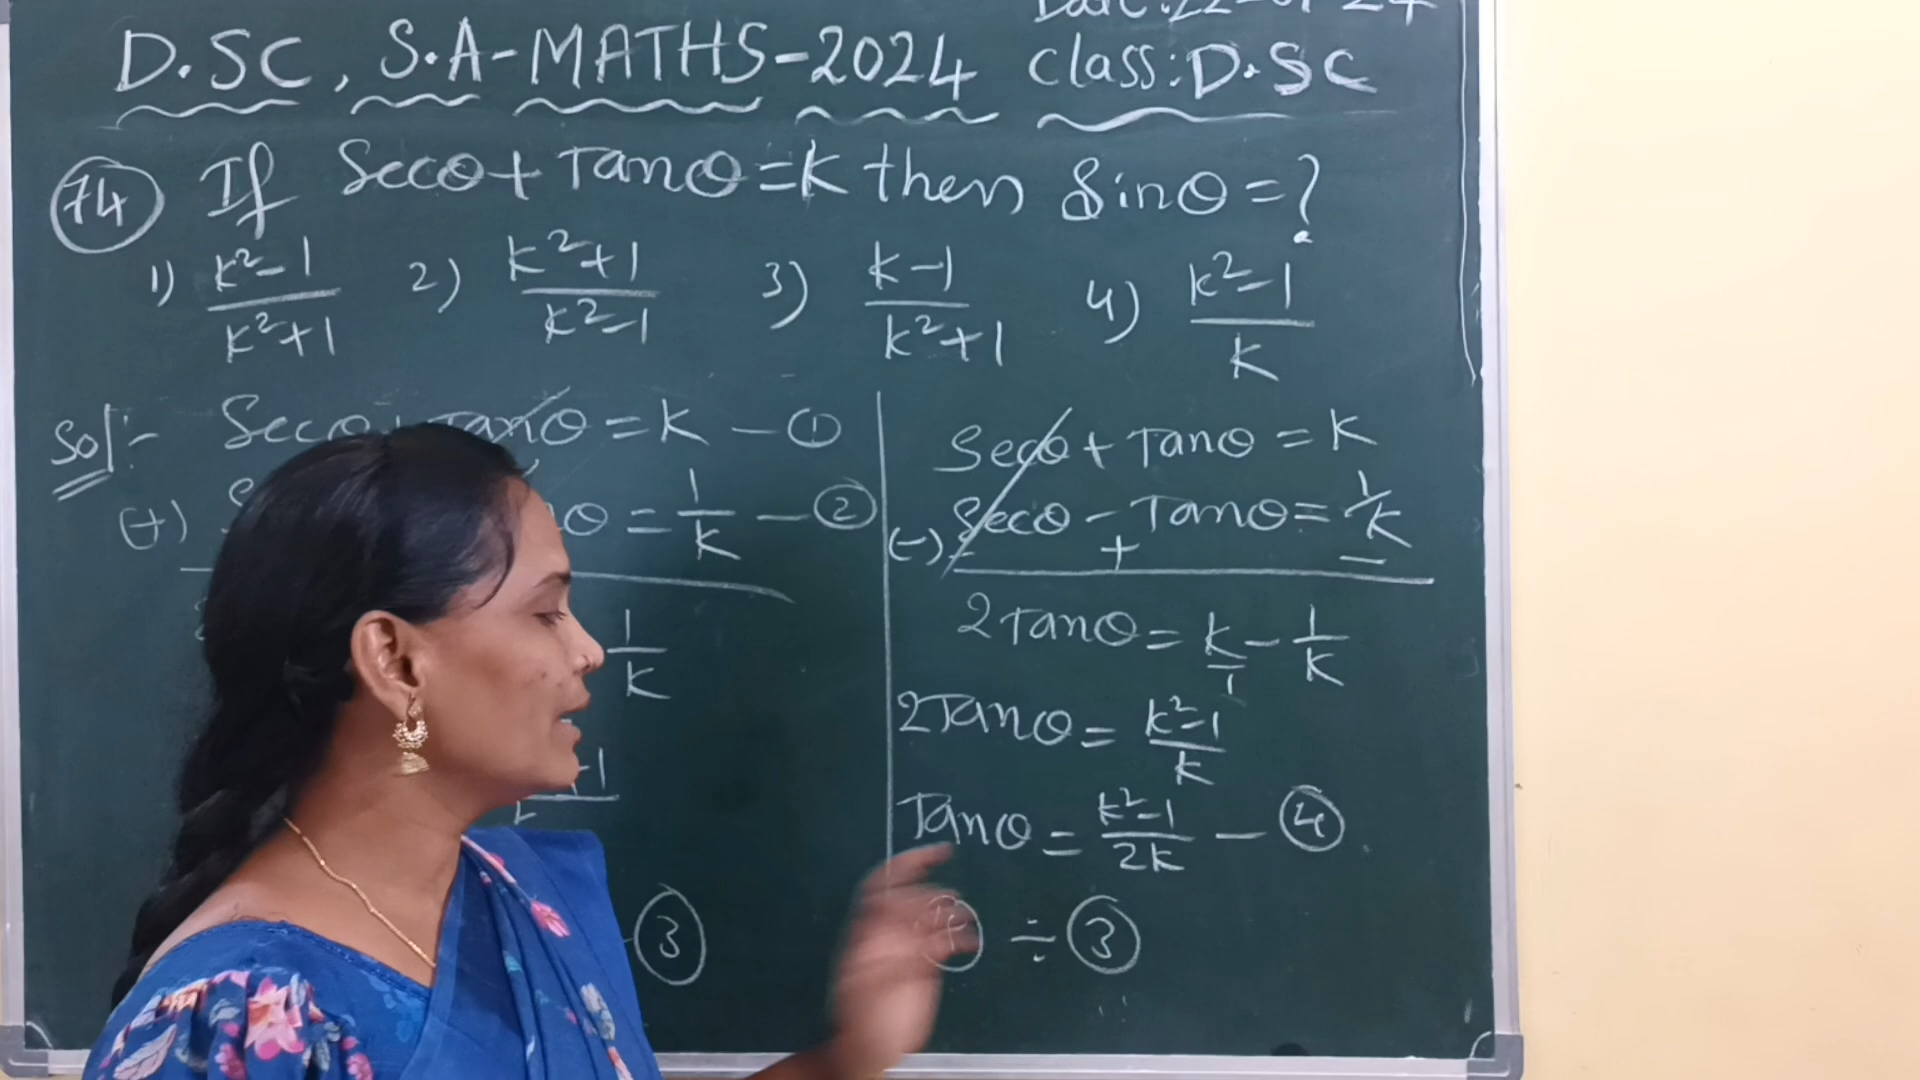 D.SC, S.A-MATHS-2024
class: D.SC
74 If Secθ + Tanθ = K then Sinθ = ?
1) K²-1/K²+1 2) K²+1/K²-1 3) K-1/K²+1 4) K²-1/K
Sol:- Secθ + Tanθ = K - ①
(+) θ = 1/K - ②
1/K
③
Secθ + Tanθ = K
(-) Secθ - Tanθ = 1/K
- + -
2Tanθ = K/1 - 1/K
2Tanθ = K²-1/K
Tanθ = K²-1/2K - ④
④ ÷ ③